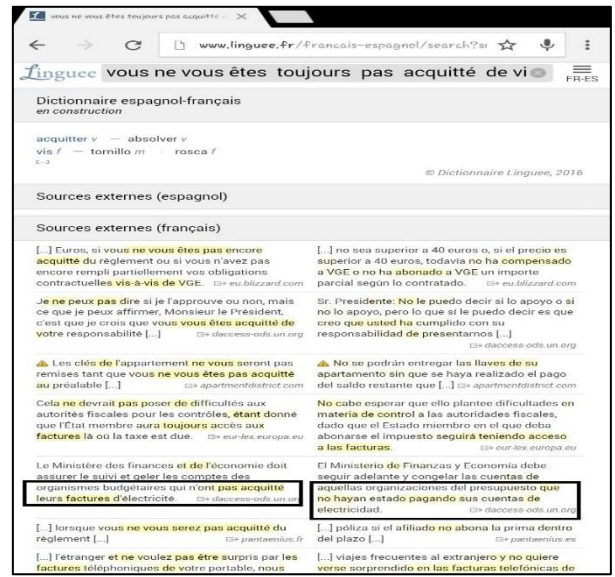 vous ne vous êtes toujours pas acquitté
www.linguee.fr/francais-espagnol/search?s
Linguee vous ne vous êtes toujours pas acquitté de vi
FR-ES
Dictionnaire espagnol-français
en construction
acquitter v — absolver v
vis f — tornillo m · rosca f
[...]
© Dictionnaire Linguee, 2016
Sources externes (espagnol)
Sources externes (français)
[...] Euros, si vous ne vous êtes pas encore
acquitté du règlement ou si vous n'avez pas
encore rempli partiellement vos obligations
contractuelles vis-à-vis de VGE. eu.blizzard.com
[...] no sea superior a 40 euros o, si el precio es
superior a 40 euros, todavia no ha compensado
a VGE o no ha abonado a VGE un importe
parcial según lo contratado. eu.blizzard.com
Je ne peux pas dire si je l'approuve ou non, mais
ce que je peux affirmer, Monsieur le Président,
c'est que je crois que vous vous êtes acquitté de
votre responsabilité [...] daccess-ods.un.org
Sr. Presidente: No le puedo decir si lo apoyo o si
no lo apoyo, pero lo que sí le puedo decir es que
creo que usted ha cumplido con su
responsabilidad de presentarnos [...]
daccess-ods.un.org
Les clés de l'appartement ne vous seront pas
remises tant que vous ne vous êtes pas acquitté
au préalable [...] apartmentdistrict.com
No se podrán entregar las llaves de su
apartamento sin que se haya realizado el pago
del saldo restante que [...] apartmentdistrict.com
Cela ne devrait pas poser de difficultés aux
autorités fiscales pour les contrôles, étant donné
que l'État membre aura toujours accès aux
factures là où la taxe est due. eur-lex.europa.eu
No cabe esperar que ello plantee dificultades en
materia de control a las autoridades fiscales,
dado que el Estado miembro en el que deba
abonarse el impuesto seguirá teniendo acceso
a las facturas. eur-lex.europa.eu
Le Ministère des finances et de l'économie doit
assurer le suivi et geler les comptes des
organismes budgétaires qui n'ont pas acquitté
leurs factures d'électricité. daccess-ods.un.org
El Ministerio de Finanzas y Economía debe
seguir adelante y congelar las cuentas de
aquellas organizaciones del presupuesto que
no hayan estado pagando sus cuentas de
electricidad. daccess-ods.un.org
[...] lorsque vous ne vous serez pas acquitté du
règlement [...] pantaenius.fr
[...] póliza si el afiliado no abona la prima dentro
del plazo [...] pantaenius.es
[...] l'étranger et ne voulez pas être surpris par les
factures téléphoniques de votre portable, nous
[...] viajes frecuentes al extranjero y no quiere
verse sorprendido en las facturas telefónicas de